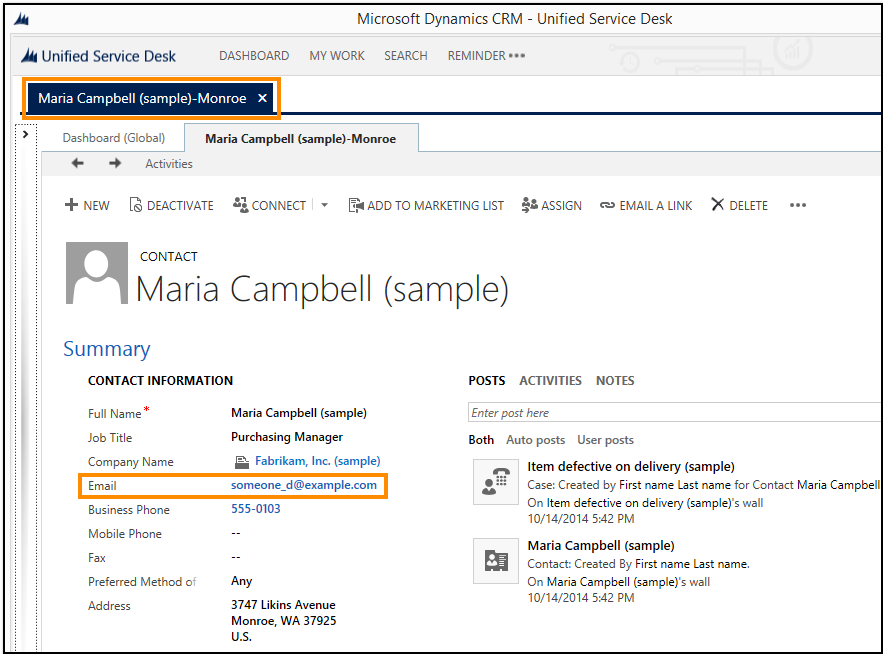 Microsoft Dynamics CRM - Unified Service Desk
Unified Service Desk DASHBOARD MY WORK SEARCH REMINDER •••
Maria Campbell (sample)-Monroe ×
> Dashboard (Global) Maria Campbell (sample)-Monroe
Activities
NEW DEACTIVATE CONNECT ADD TO MARKETING LIST ASSIGN EMAIL A LINK DELETE •••
CONTACT
Maria Campbell (sample)
Summary
CONTACT INFORMATION
Full Name* Maria Campbell (sample)
Job Title Purchasing Manager
Company Name Fabrikam, Inc. (sample)
Email someone_d@example.com
Business Phone 555-0103
Mobile Phone --
Fax --
Preferred Method of Any
Address 3747 Likins Avenue
Monroe, WA 37925
U.S.
POSTS ACTIVITIES NOTES
Enter post here
Both Auto posts User posts
Item defective on delivery (sample)
Case: Created by First name Last name for Contact Maria Campbell
On Item defective on delivery (sample)'s wall
10/14/2014 5:42 PM
Maria Campbell (sample)
Contact: Created By First name Last name.
On Maria Campbell (sample)'s wall
10/14/2014 5:42 PM